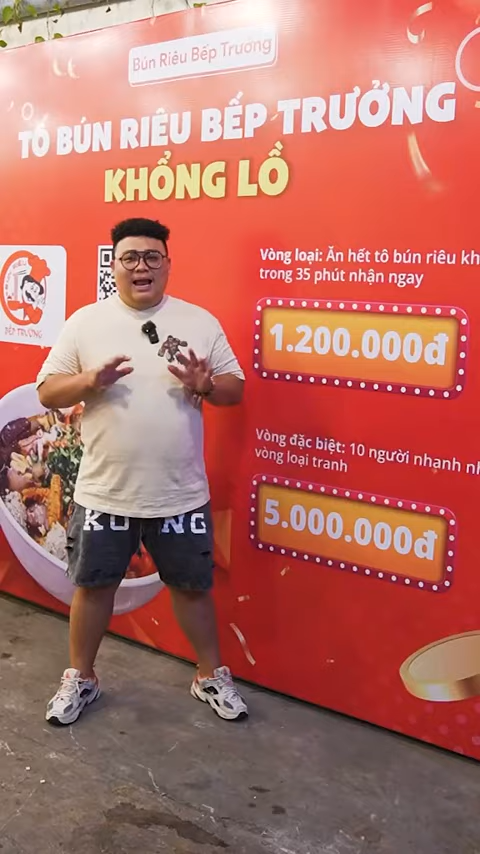 Bún Riêu Bếp Trưởng
TÔ BÚN RIÊU BẾP TRƯỞNG
KHỔNG LỒ
BẾP TRƯỞNG
Vòng loại: Ăn hết tô bún riêu kh
trong 35 phút nhận ngay
1.200.000đ
Vòng đặc biệt: 10 người nhanh nh
vòng loại tranh
5.000.000đ
KO NG